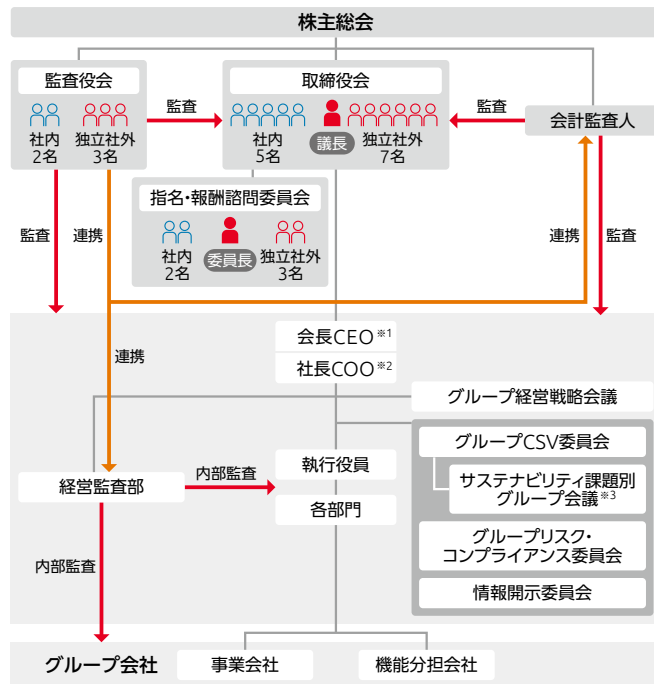 株主総会
監査役会
社内
2名
独立社外
3名
監査
取締役会
社内
5名
議長
独立社外
7名
監査
会計監査人
指名・報酬諮問委員会
社内
2名
委員長
独立社外
3名
監査
連携
連携
監査
連携
会長CEO※1
社長COO※2
グループ経営戦略会議
グループCSV委員会
サステナビリティ課題別
グループ会議※3
グループリスク・
コンプライアンス委員会
情報開示委員会
経営監査部
内部監査
執行役員
各部門
内部監査
グループ会社
事業会社
機能分担会社